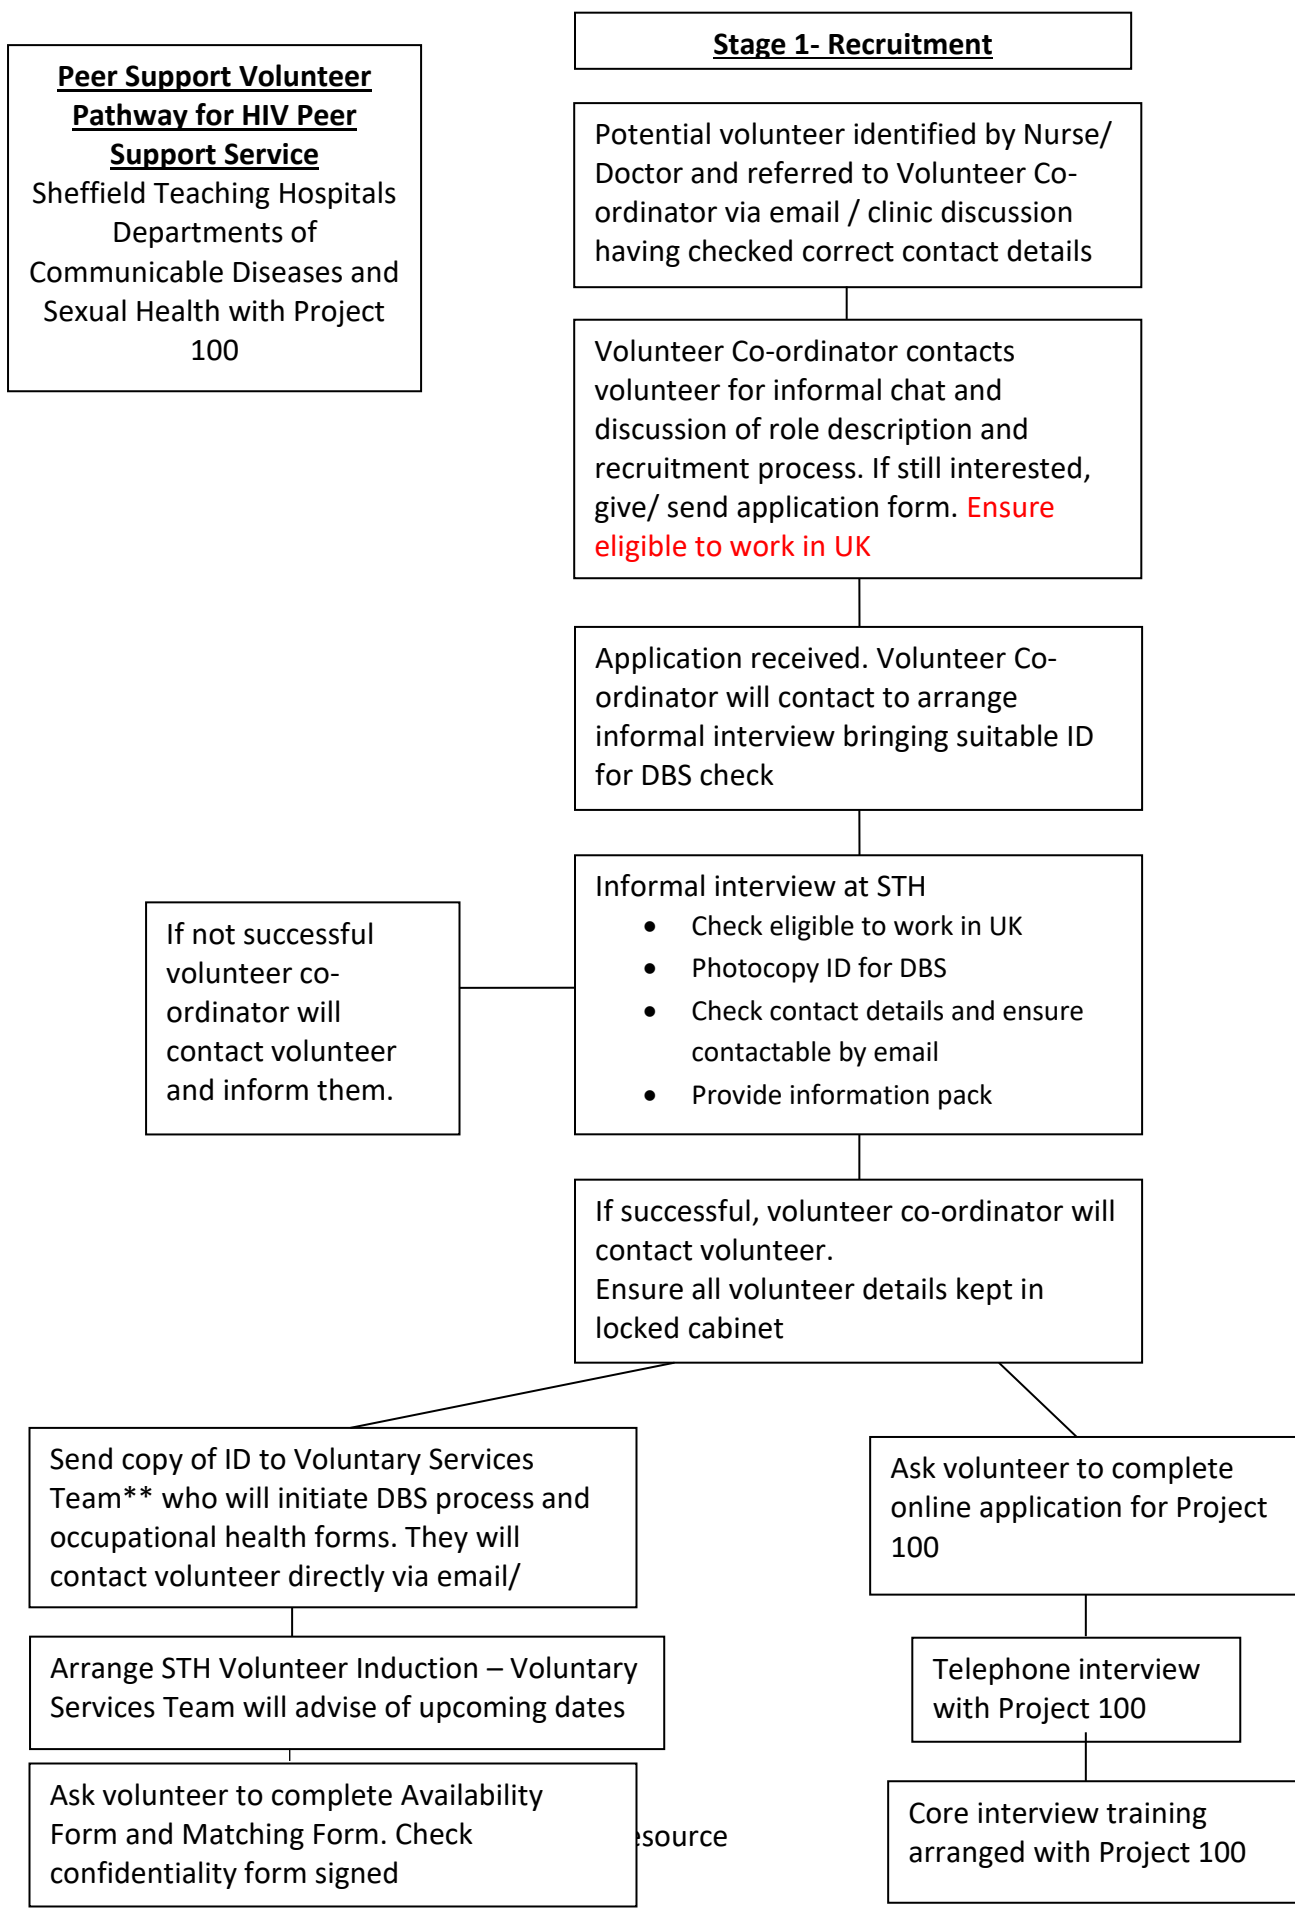 Peer Support Volunteer
Pathway for HIV Peer
Support Service
Sheffield Teaching Hospitals
Departments of
Communicable Diseases and
Sexual Health with Project
100
Stage 1- Recruitment
Potential volunteer identified by Nurse/
Doctor and referred to Volunteer Co-
ordinator via email / clinic discussion
having checked correct contact details
Volunteer Co-ordinator contacts
volunteer for informal chat and
discussion of role description and
recruitment process. If still interested,
give/ send application form. Ensure
eligible to work in UK
Application received. Volunteer Co-
ordinator will contact to arrange
informal interview bringing suitable ID
for DBS check
Informal interview at STH
• Check eligible to work in UK
• Photocopy ID for DBS
• Check contact details and ensure
contactable by email
• Provide information pack
If not successful
volunteer co-
ordinator will
contact volunteer
and inform them.
If successful, volunteer co-ordinator will
contact volunteer.
Ensure all volunteer details kept in
locked cabinet
Send copy of ID to Voluntary Services
Team** who will initiate DBS process and
occupational health forms. They will
contact volunteer directly via email/
Arrange STH Volunteer Induction – Voluntary
Services Team will advise of upcoming dates
Ask volunteer to complete Availability
Form and Matching Form. Check
confidentiality form signed
Ask volunteer to complete
online application for Project
100
Telephone interview
with Project 100
Core interview training
arranged with Project 100